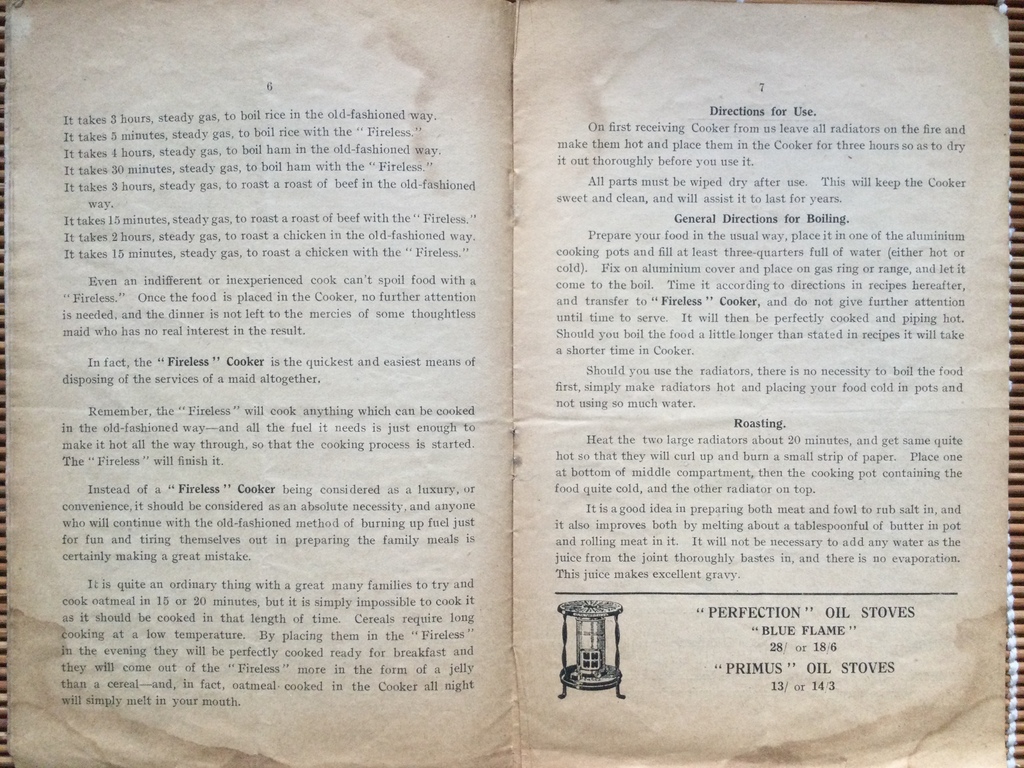 6
It takes 3 hours, steady gas, to boil rice in the old-fashioned way.
It takes 5 minutes, steady gas, to boil rice with the "Fireless."
It takes 4 hours, steady gas, to boil ham in the old-fashioned way.
It takes 30 minutes, steady gas, to boil ham with the "Fireless."
It takes 3 hours, steady gas, to roast a roast of beef in the old-fashioned
way.
It takes 15 minutes, steady gas, to roast a roast of beef with the "Fireless."
It takes 2 hours, steady gas, to roast a chicken in the old-fashioned way.
It takes 15 minutes, steady gas, to roast a chicken with the "Fireless."
Even an indifferent or inexperienced cook can't spoil food with a
"Fireless." Once the food is placed in the Cooker, no further attention
is needed, and the dinner is not left to the mercies of some thoughtless
maid who has no real interest in the result.
In fact, the "Fireless" Cooker is the quickest and easiest means of
disposing of the services of a maid altogether.
Remember, the "Fireless" will cook anything which can be cooked
in the old-fashioned way—and all the fuel it needs is just enough to
make it hot all the way through, so that the cooking process is started.
The "Fireless" will finish it.
Instead of a "Fireless" Cooker being considered as a luxury, or
convenience, it should be considered as an absolute necessity, and anyone
who will continue with the old-fashioned method of burning up fuel just
for fun and tiring themselves out in preparing the family meals is
certainly making a great mistake.
It is quite an ordinary thing with a great many families to try and
cook oatmeal in 15 or 20 minutes, but it is simply impossible to cook it
as it should be cooked in that length of time. Cereals require long
cooking at a low temperature. By placing them in the "Fireless"
in the evening they will be perfectly cooked ready for breakfast and
they will come out of the "Fireless" more in the form of a jelly
than a cereal—and, in fact, oatmeal cooked in the Cooker all night
will simply melt in your mouth.
7
Directions for Use.
On first receiving Cooker from us leave all radiators on the fire and
make them hot and place them in the Cooker for three hours so as to dry
it out thoroughly before you use it.
All parts must be wiped dry after use. This will keep the Cooker
sweet and clean, and will assist it to last for years.
General Directions for Boiling.
Prepare your food in the usual way, place it in one of the aluminium
cooking pots and fill at least three-quarters full of water (either hot or
cold). Fix on aluminium cover and place on gas ring or range, and let it
come to the boil. Time it according to directions in recipes hereafter,
and transfer to "Fireless" Cooker, and do not give further attention
until time to serve. It will then be perfectly cooked and piping hot.
Should you boil the food a little longer than stated in recipes it will take
a shorter time in Cooker.
Should you use the radiators, there is no necessity to boil the food
first, simply make radiators hot and placing your food cold in pots and
not using so much water.
Roasting.
Heat the two large radiators about 20 minutes, and get same quite
hot so that they will curl up and burn a small strip of paper. Place one
at bottom of middle compartment, then the cooking pot containing the
food quite cold, and the other radiator on top.
It is a good idea in preparing both meat and fowl to rub salt in, and
it also improves both by melting about a tablespoonful of butter in pot
and rolling meat in it. It will not be necessary to add any water as the
juice from the joint thoroughly bastes in, and there is no evaporation.
This juice makes excellent gravy.
"PERFECTION" OIL STOVES
"BLUE FLAME"
28/ or 18/6
"PRIMUS" OIL STOVES
13/ or 14/3